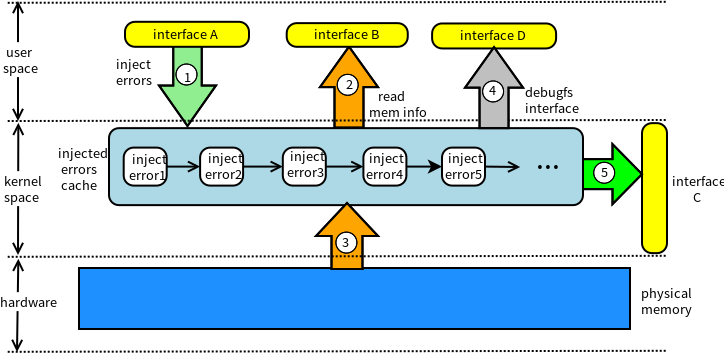 interface A
interface B
interface D
user
space
inject
errors
1
2
read
mem info
4
debugfs
interface
injected
errors
cache
inject
error1
inject
error2
inject
error3
inject
error4
inject
error5
...
5
interface
C
kernel
space
3
hardware
physical
memory